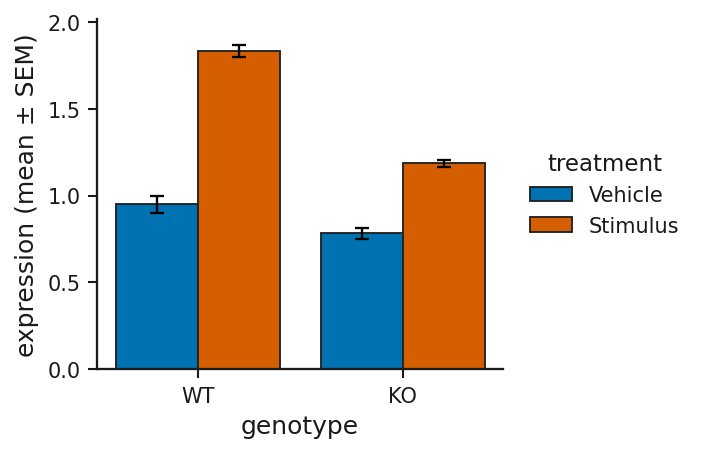 expression (mean ± SEM)
2.0
1.5
1.0
0.5
0.0
WT
KO
genotype
treatment
Vehicle
Stimulus